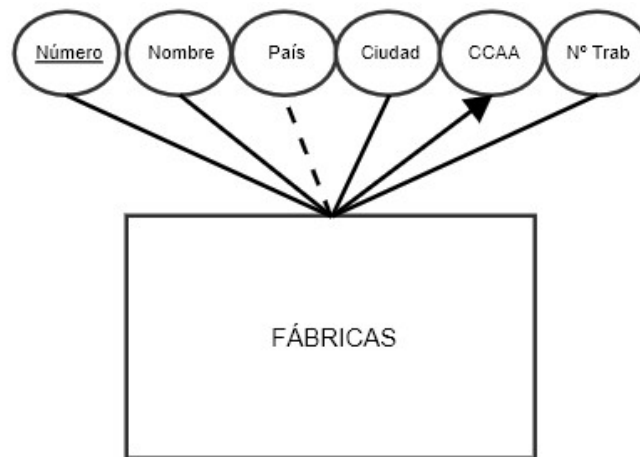 Número
Nombre
País
Ciudad
CCAA
Nº Trab
FÁBRICAS